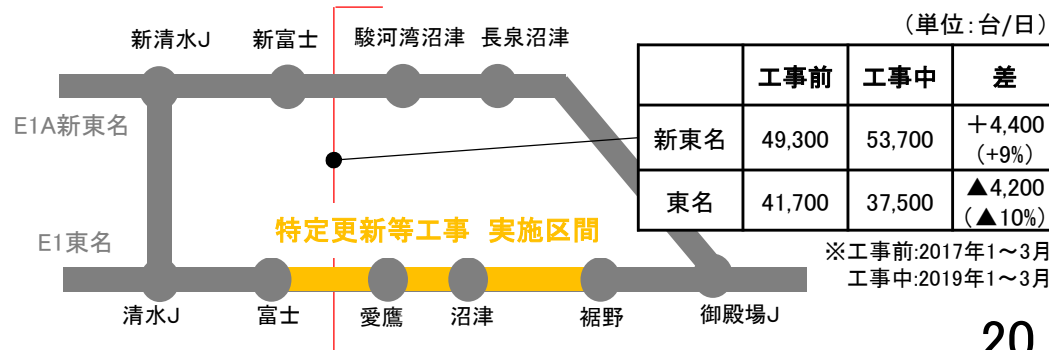 （単位：台/日）
新清水J 新富士 駿河湾沼津 長泉沼津
工事前 工事中 差
E1A新東名
新東名 49,300 53,700 ＋4,400
(+9%)
東名 41,700 37,500 ▲4,200
(▲10%)
特定更新等工事 実施区間
E1東名
※工事前:2017年1～3月
工事中:2019年1～3月
清水J 富士 愛鷹 沼津 裾野 御殿場J
20